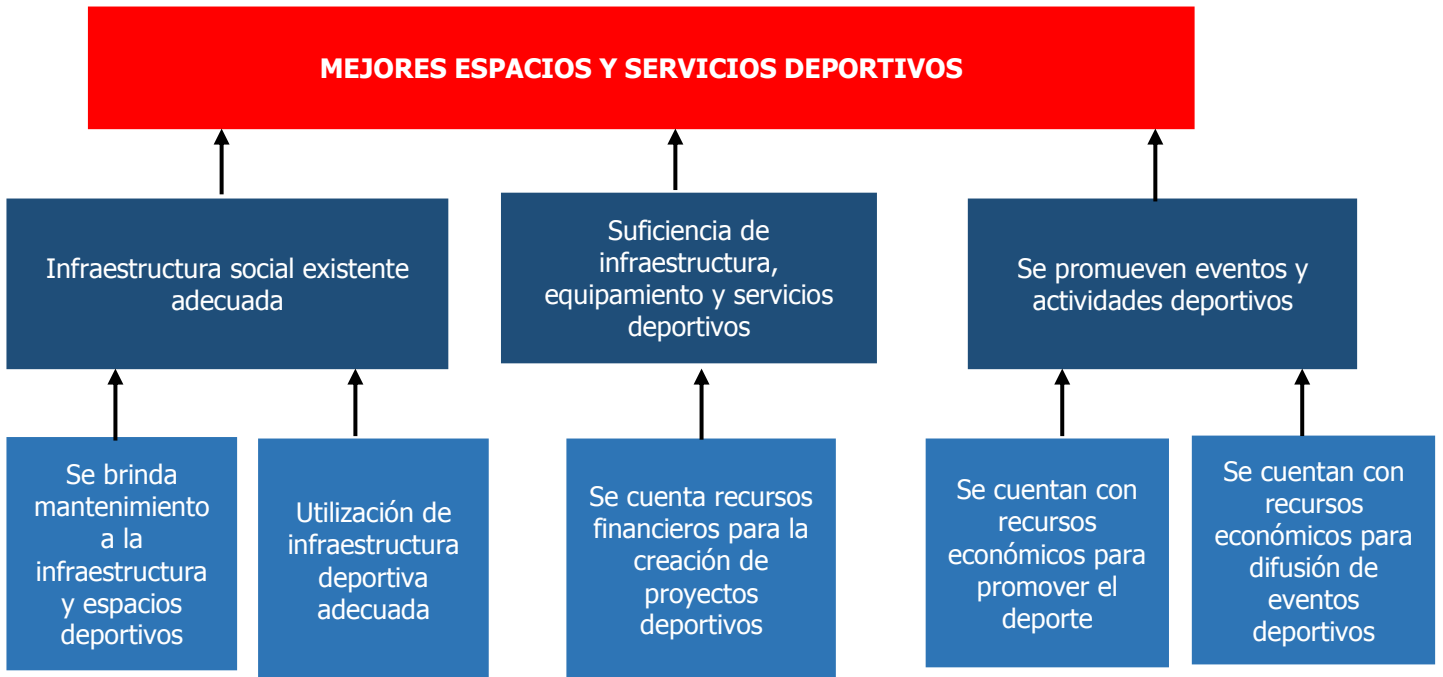 MEJORES ESPACIOS Y SERVICIOS DEPORTIVOS
Infraestructura social existente
adecuada
Suficiencia de
infraestructura,
equipamiento y servicios
deportivos
Se promueven eventos y
actividades deportivos
Se brinda
mantenimiento
a la
infraestructura
y espacios
deportivos
Utilización de
infraestructura
deportiva
adecuada
Se cuenta recursos
financieros para la
creación de
proyectos
deportivos
Se cuentan con
recursos
económicos para
promover el
deporte
Se cuentan con
recursos
económicos para
difusión de
eventos
deportivos